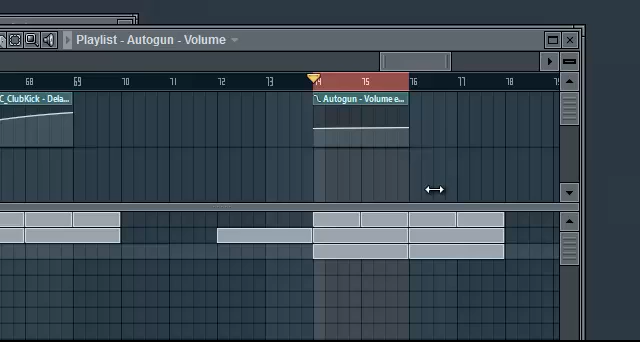 Playlist - Autogun - Volume
68 69 70 71 72 73 74 75 76 77 78
C_ClubKick - Dela... Autogun - Volume e...